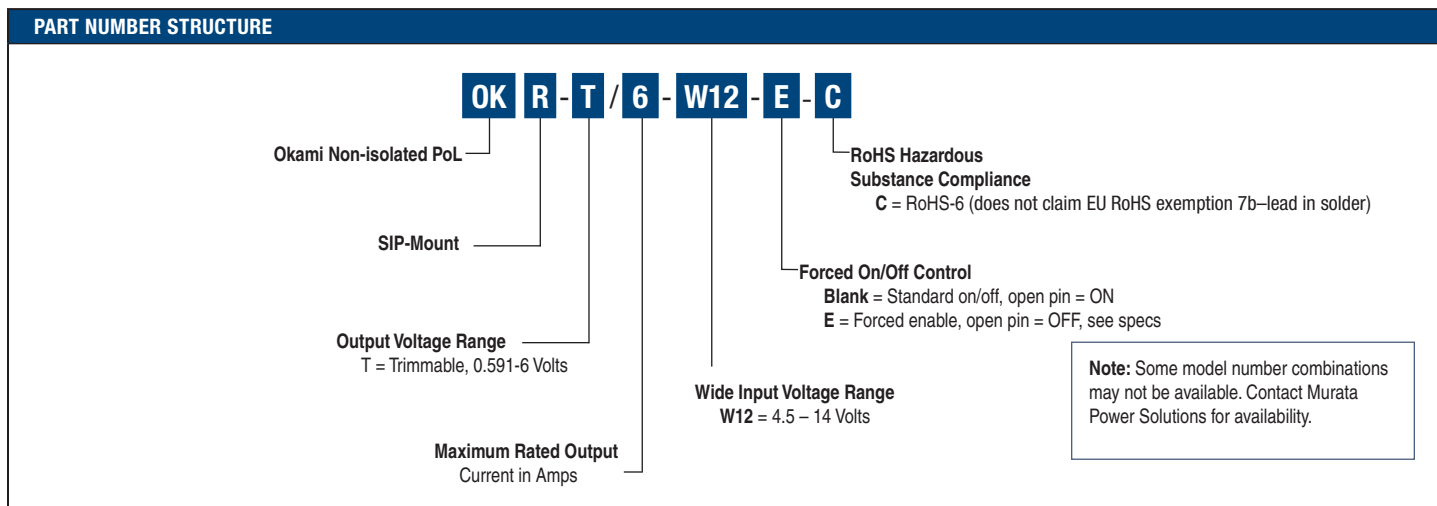 PART NUMBER STRUCTURE
OK R - T / 6 - W12 - E - C
Okami Non-isolated PoL
SIP-Mount
Output Voltage Range
T = Trimmable, 0.591-6 Volts
Maximum Rated Output
Current in Amps
Wide Input Voltage Range
W12 = 4.5 – 14 Volts
Forced On/Off Control
Blank = Standard on/off, open pin = ON
E = Forced enable, open pin = OFF, see specs
RoHS Hazardous
Substance Compliance
C = RoHS-6 (does not claim EU RoHS exemption 7b–lead in solder)
Note: Some model number combinations
may not be available. Contact Murata
Power Solutions for availability.